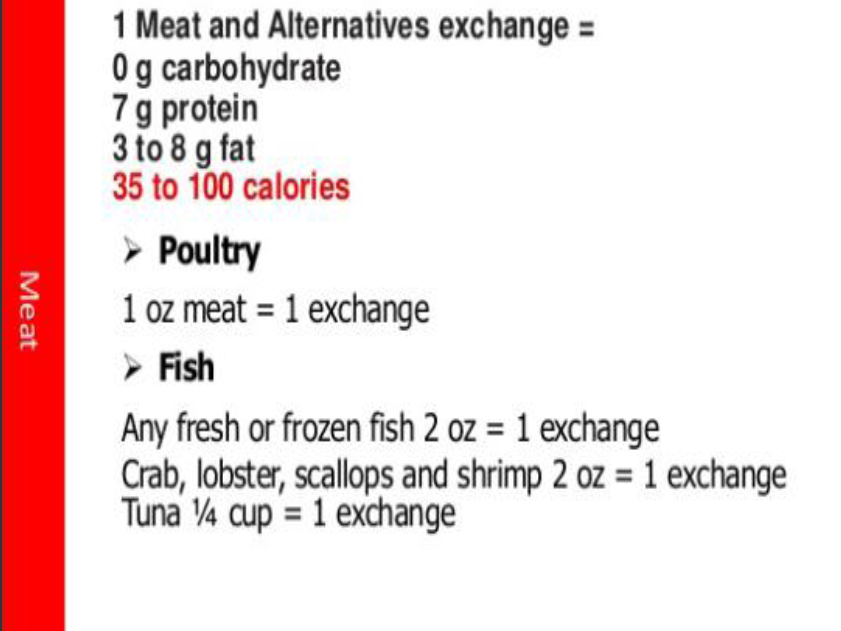 Meat
1 Meat and Alternatives exchange =
0 g carbohydrate
7 g protein
3 to 8 g fat
35 to 100 calories
➢ Poultry
1 oz meat = 1 exchange
➢ Fish
Any fresh or frozen fish 2 oz = 1 exchange
Crab, lobster, scallops and shrimp 2 oz = 1 exchange
Tuna ¼ cup = 1 exchange